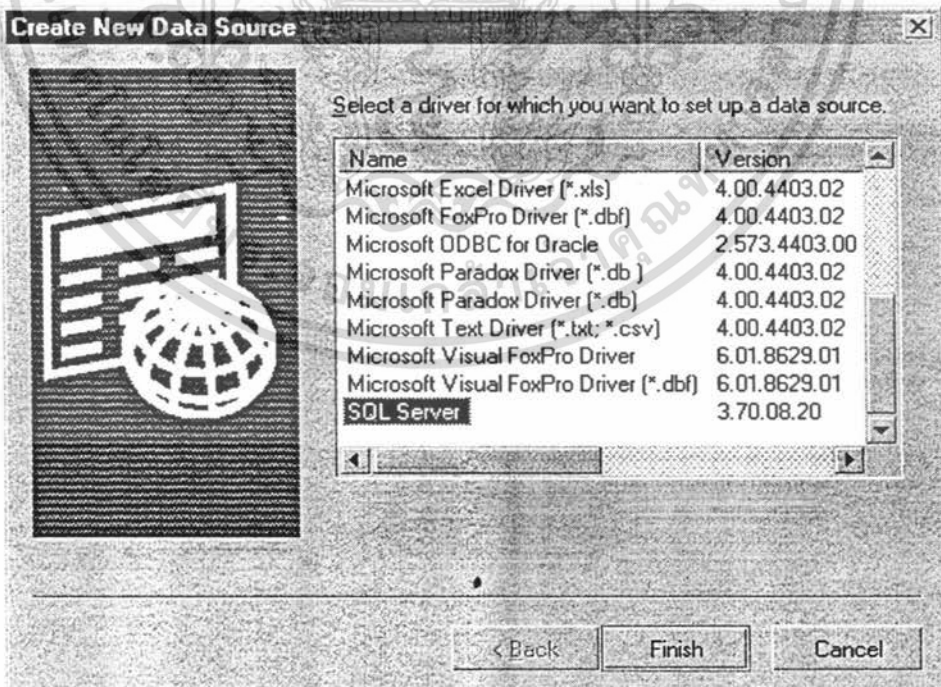 Create New Data Source
Select a driver for which you want to set up a data source.
Name Version
Microsoft Excel Driver (*.xls) 4.00.4403.02
Microsoft FoxPro Driver (*.dbf) 4.00.4403.02
Microsoft ODBC for Oracle 2.573.4403.00
Microsoft Paradox Driver (*.db ) 4.00.4403.02
Microsoft Paradox Driver (*.db) 4.00.4403.02
Microsoft Text Driver (*.txt; *.csv) 4.00.4403.02
Microsoft Visual FoxPro Driver 6.01.8629.01
Microsoft Visual FoxPro Driver (*.dbf) 6.01.8629.01
SQL Server 3.70.08.20
< Back Finish Cancel